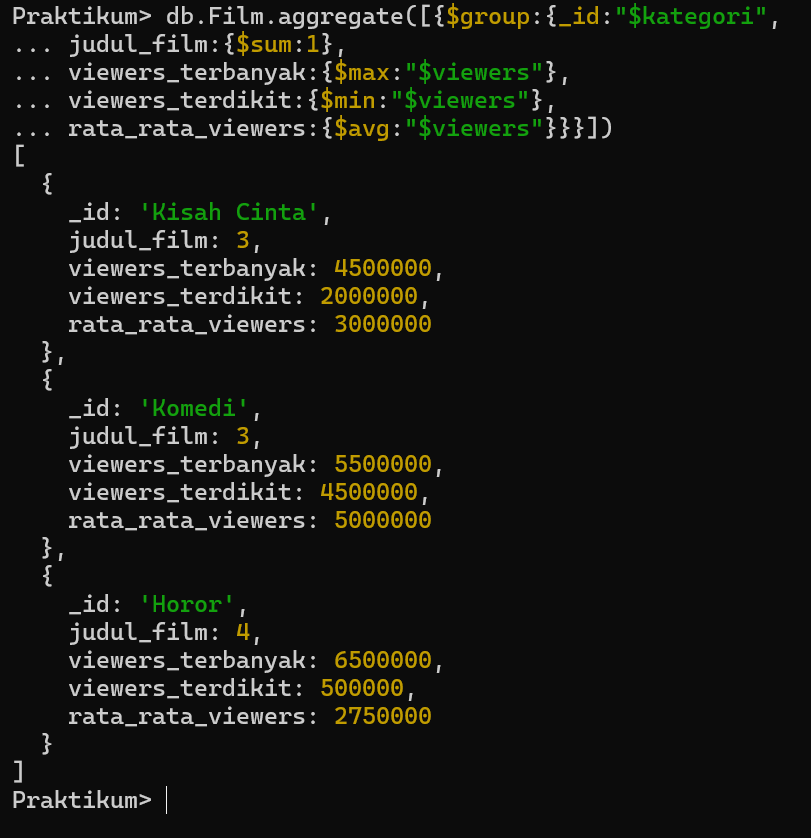 Praktikum> db.Film.aggregate([{$group:{_id:"$kategori",
... judul_film:{$sum:1},
... viewers_terbanyak:{$max:"$viewers"},
... viewers_terdikit:{$min:"$viewers"},
... rata_rata_viewers:{$avg:"$viewers"}}}])
[
  {
    _id: 'Kisah Cinta',
    judul_film: 3,
    viewers_terbanyak: 4500000,
    viewers_terdikit: 2000000,
    rata_rata_viewers: 3000000
  },
  {
    _id: 'Komedi',
    judul_film: 3,
    viewers_terbanyak: 5500000,
    viewers_terdikit: 4500000,
    rata_rata_viewers: 5000000
  },
  {
    _id: 'Horor',
    judul_film: 4,
    viewers_terbanyak: 6500000,
    viewers_terdikit: 500000,
    rata_rata_viewers: 2750000
  }
]
Praktikum>